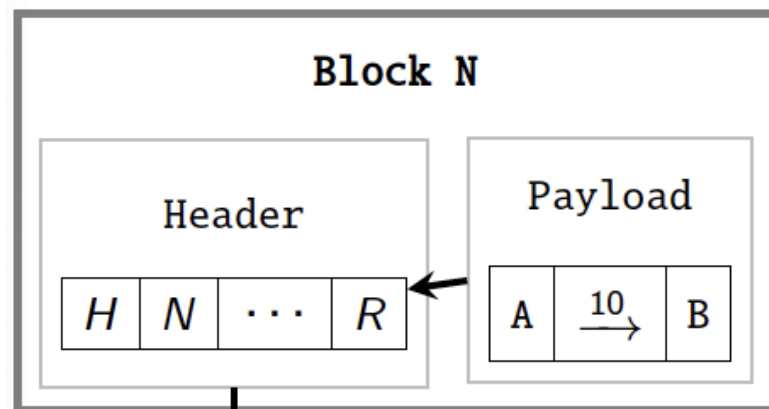 Block N
Header
Payload
H N ··· R
A 10→ B